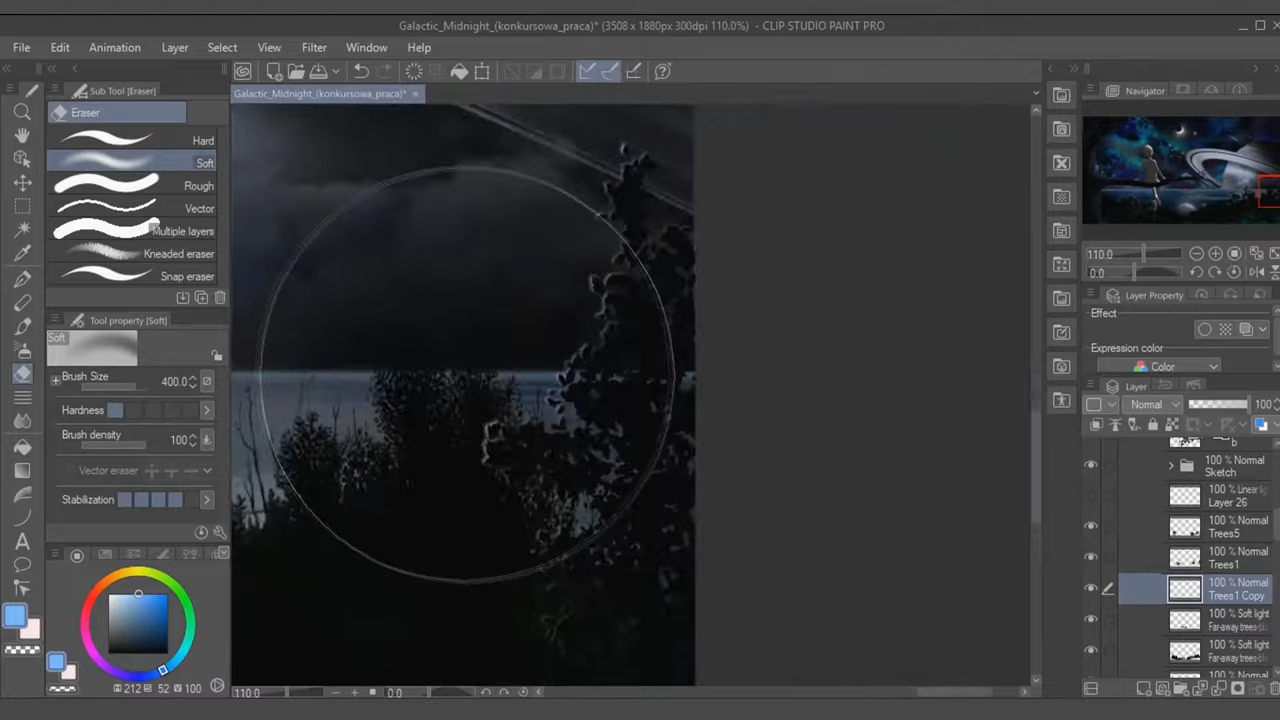 Galactic_Midnight_(konkursowa_praca)* (3508 x 1880px 300dpi 110.0%) - CLIP STUDIO PAINT PRO
File Edit Animation Layer Select View Filter Window Help
Sub Tool [Eraser]
Galactic_Midnight_(konkursowa_praca)*
Navigator
Eraser
Hard
Soft
Rough
Vector
Multiple layers
Kneaded eraser
Snap eraser
110.0
0.0
Tool property [Soft]
Layer Property
Effect
Soft
Expression color
Color
Brush Size 400.0
Layer
Hardness
Normal 100
Brush density 100
Vector eraser
Stabilization
100 % Normal
Sketch
Layer 26
100 % Normal
Trees5
100 % Normal
Trees1
100 % Normal
Trees1 Copy
100 % Soft light
100 % Soft light
212 S 52 V 100
110.0 0.0